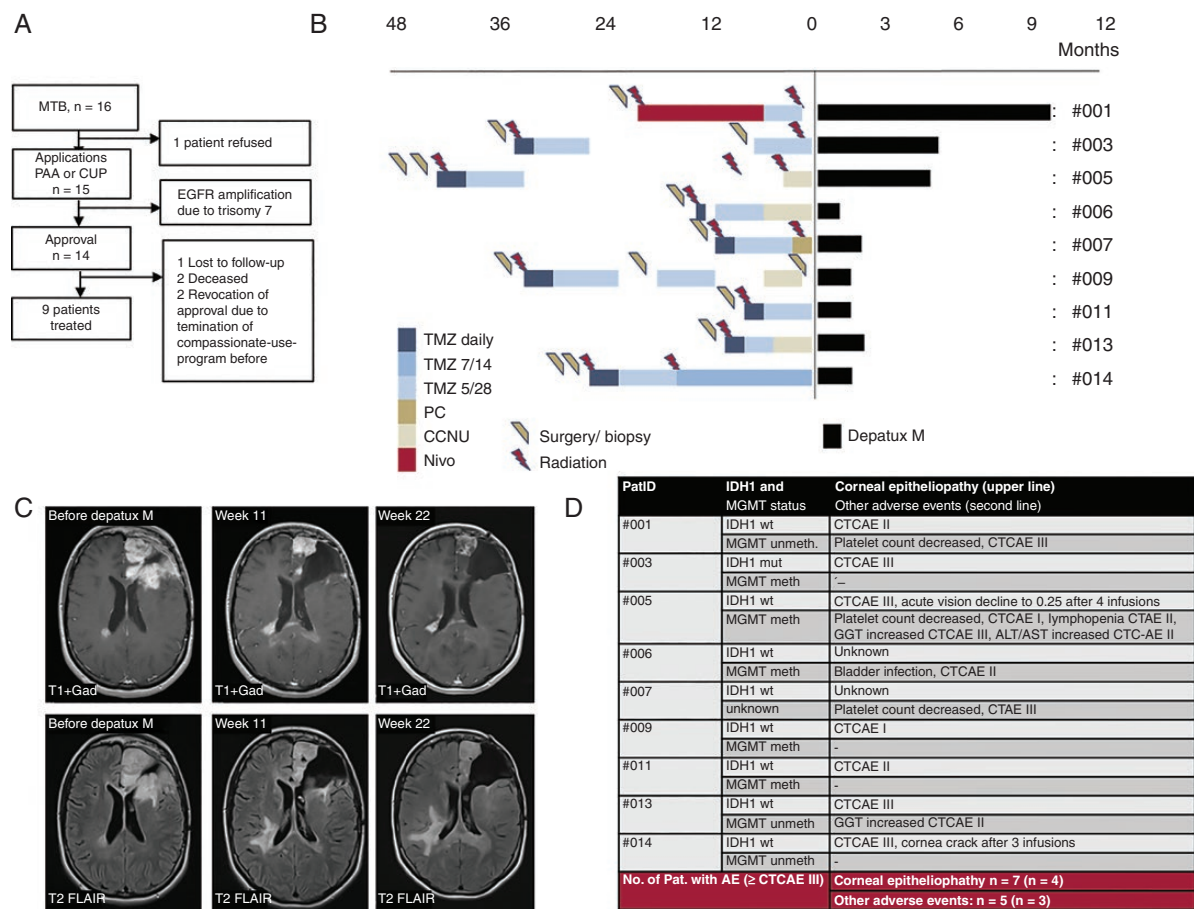 A
MTB, n = 16
1 patient refused
Applications
PAA or CUP
n = 15
EGFR amplification
due to trisomy 7
Approval
n = 14
1 Lost to follow-up
2 Deceased
2 Revocation of
approval due to
temination of
compassionate-use-
program before
9 patients
treated
B
48 36 24 12 0 3 6 9 12
Months
: #001
: #003
: #005
: #006
: #007
: #009
: #011
: #013
: #014
TMZ daily
TMZ 7/14
TMZ 5/28
PC
CCNU
Nivo
Surgery/ biopsy
Radiation
Depatux M
C
Before depatux M Week 11 Week 22
T1+Gad T1+Gad T1+Gad
Before depatux M Week 11 Week 22
T2 FLAIR T2 FLAIR T2 FLAIR
D
PatID IDH1 and Corneal epitheliopathy (upper line)
MGMT status Other adverse events (second line)
#001 IDH1 wt CTCAE II
MGMT unmeth. Platelet count decreased, CTCAE III
#003 IDH1 mut CTCAE III
MGMT meth ´–
#005 IDH1 wt CTCAE III, acute vision decline to 0.25 after 4 infusions
MGMT meth Platelet count decreased, CTCAE I, lymphopenia CTAE II,
GGT increased CTCAE III, ALT/AST increased CTC-AE II
#006 IDH1 wt Unknown
MGMT meth Bladder infection, CTCAE II
#007 IDH1 wt Unknown
unknown Platelet count decreased, CTAE III
#009 IDH1 wt CTCAE I
MGMT meth -
#011 IDH1 wt CTCAE II
MGMT meth -
#013 IDH1 wt CTCAE III
MGMT unmeth GGT increased CTCAE II
#014 IDH1 wt CTCAE III, cornea crack after 3 infusions
MGMT unmeth -
No. of Pat. with AE (≥ CTCAE III) Corneal epitheliophathy n = 7 (n = 4)
Other adverse events: n = 5 (n = 3)